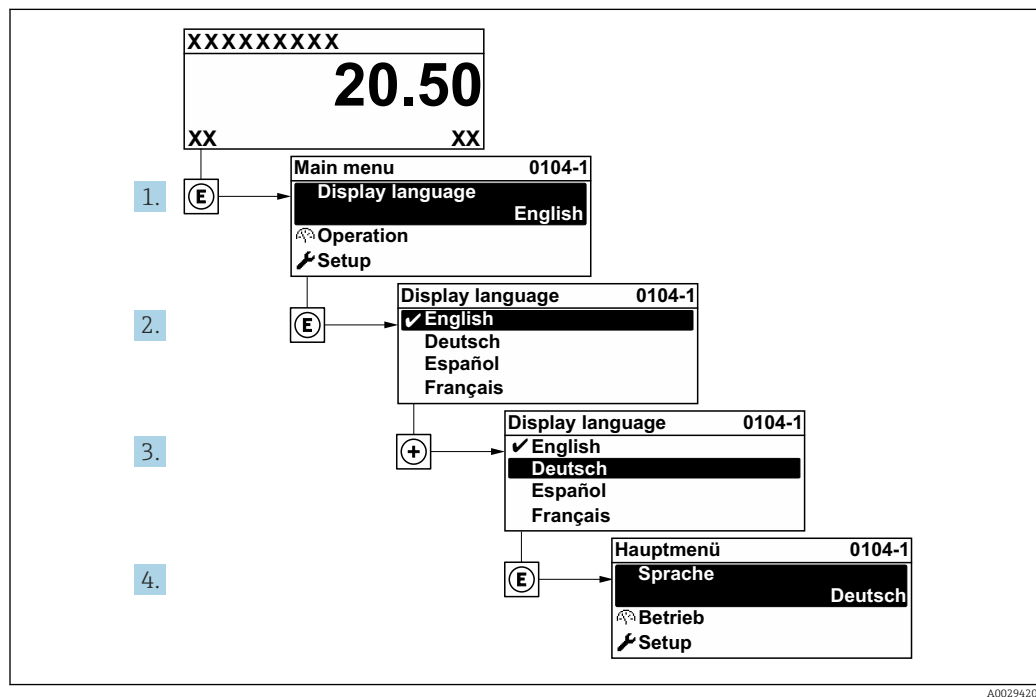 XXXXXXXXX
20.50
XX XX
1.
E
Main menu 0104-1
Display language
English
Operation
Setup
2.
E
Display language 0104-1
✔English
Deutsch
Español
Français
3.
+
Display language 0104-1
✔English
Deutsch
Español
Français
4.
E
Hauptmenü 0104-1
Sprache
Deutsch
Betrieb
Setup
A0029420